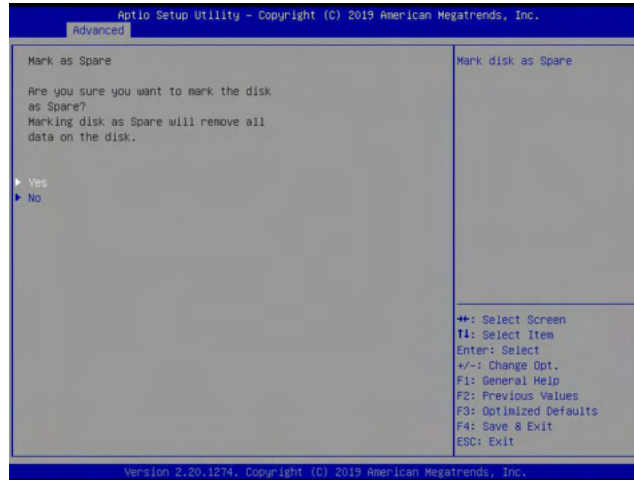 Aptio Setup Utility – Copyright (C) 2019 American Megatrends, Inc.
Advanced
Mark as Spare
Are you sure you want to mark the disk
as Spare?
Marking disk as Spare will remove all
data on the disk.
▶ Yes
▶ No
Mark disk as Spare
→←: Select Screen
↑↓: Select Item
Enter: Select
+/-: Change Opt.
F1: General Help
F2: Previous Values
F3: Optimized Defaults
F4: Save & Exit
ESC: Exit
Version 2.20.1274. Copyright (C) 2019 American Megatrends, Inc.